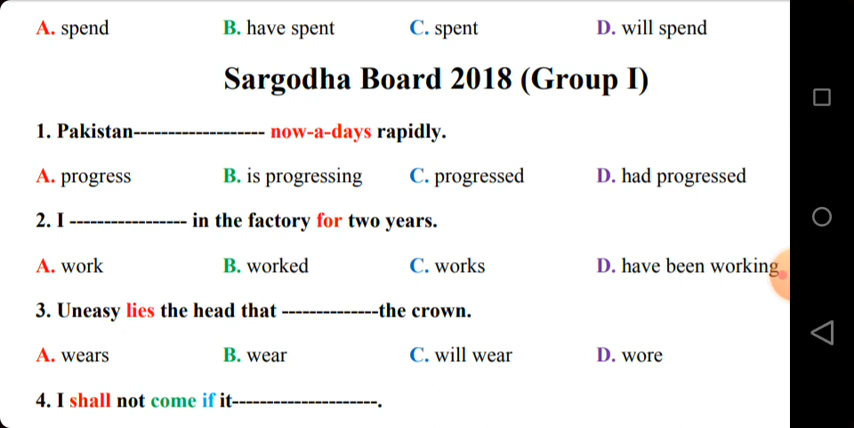 A. spend B. have spent C. spent D. will spend
Sargodha Board 2018 (Group I)
1. Pakistan------------------- now-a-days rapidly.
A. progress B. is progressing C. progressed D. had progressed
2. I ----------------- in the factory for two years.
A. work B. worked C. works D. have been working
3. Uneasy lies the head that --------------the crown.
A. wears B. wear C. will wear D. wore
4. I shall not come if it---------------------.